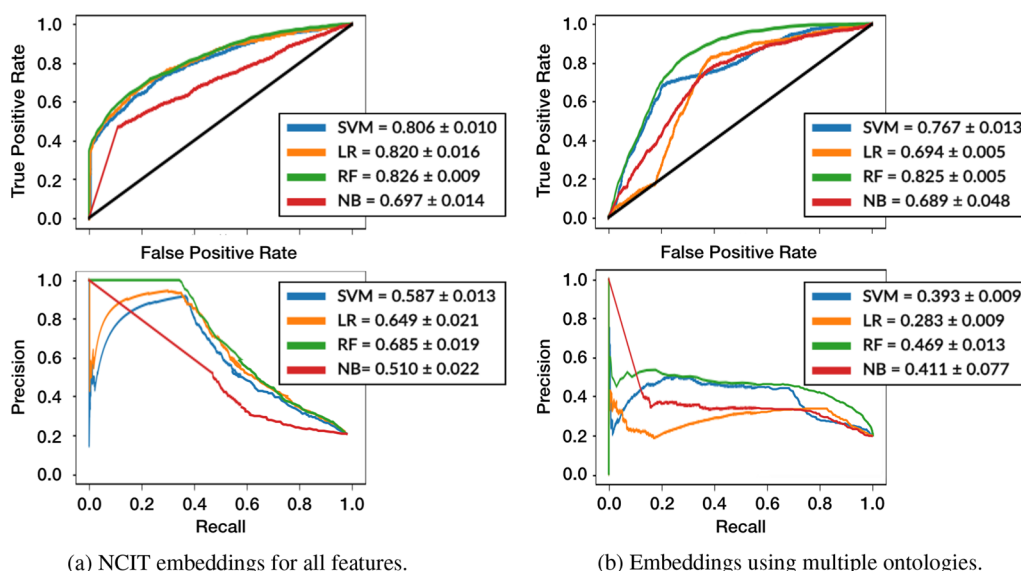 True Positive Rate
1.0
0.8
0.6
0.4
0.2
0.0
SVM = 0.806 ± 0.010
LR = 0.820 ± 0.016
RF = 0.826 ± 0.009
NB = 0.697 ± 0.014
False Positive Rate
Precision
1.0
0.8
0.6
0.4
0.2
0.0
SVM = 0.587 ± 0.013
LR = 0.649 ± 0.021
RF = 0.685 ± 0.019
NB= 0.510 ± 0.022
0.0 0.2 0.4 0.6 0.8 1.0
Recall
(a) NCIT embeddings for all features.
True Positive Rate
1.0
0.8
0.6
0.4
0.2
0.0
SVM = 0.767 ± 0.013
LR = 0.694 ± 0.005
RF = 0.825 ± 0.005
NB = 0.689 ± 0.048
False Positive Rate
Precision
1.0
0.8
0.6
0.4
0.2
0.0
SVM = 0.393 ± 0.009
LR = 0.283 ± 0.009
RF = 0.469 ± 0.013
NB = 0.411 ± 0.077
0.0 0.2 0.4 0.6 0.8 1.0
Recall
(b) Embeddings using multiple ontologies.